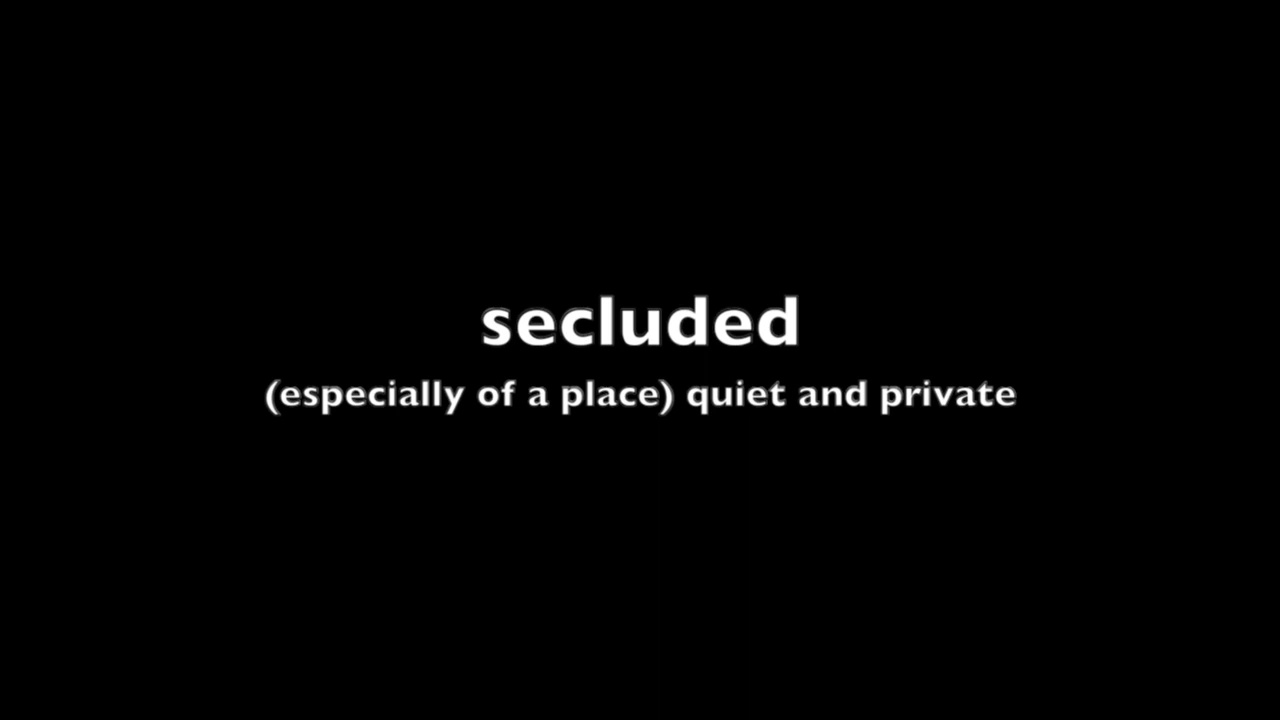 secluded
(especially of a place) quiet and private